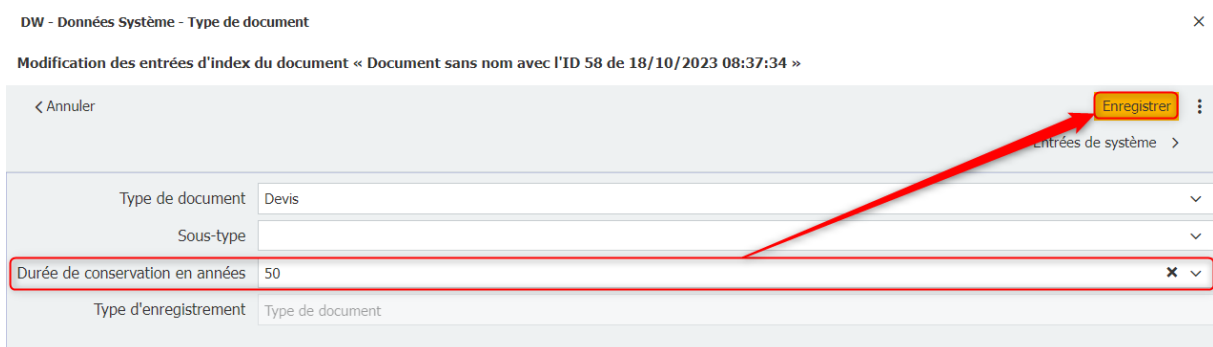 DW - Données Système - Type de document
Modification des entrées d'index du document « Document sans nom avec l'ID 58 de 18/10/2023 08:37:34 »
Annuler
Enregistrer
Entrées de système
Type de document Devis
Sous-type
Durée de conservation en années 50
Type d'enregistrement Type de document